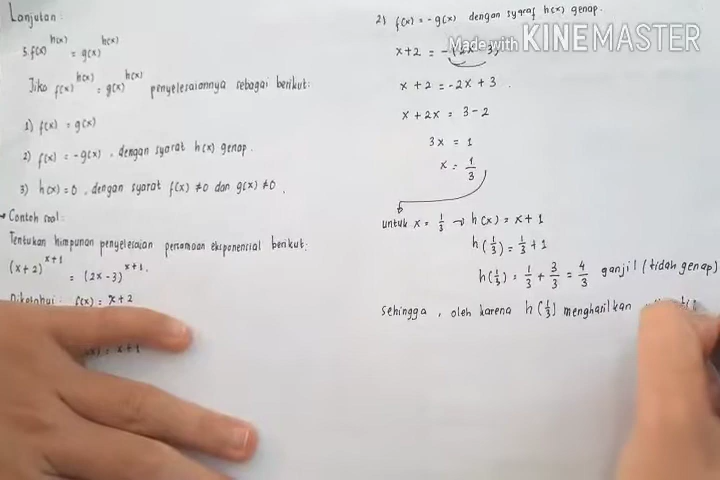 Lanjutan:
5. f(x)^h(x) = g(x)^h(x)
Jika f(x)^h(x) = g(x)^h(x) penyelesaiannya sebagai berikut:
1) f(x) = g(x)
2) f(x) = -g(x), dengan syarat h(x) genap.
3) h(x) = 0, dengan syarat f(x) ≠ 0 dan g(x) ≠ 0.
Contoh soal:
Tentukan himpunan penyelesaian persamaan eksponensial berikut:
(x+2)^x+1 = (2x-3)^x+1.
Diketahui: f(x) = x+2
= x+1
2) f(x) = -g(x) dengan syarat h(x) genap.
x+2 = -(2x-3)
x+2 = -2x+3.
x+2x = 3-2
3x = 1
x = 1/3
untuk x = 1/3 → h(x) = x+1
h(1/3) = 1/3 + 1
h(1/3) = 1/3 + 3/3 = 4/3 ganjil (tidak genap)
sehingga, oleh karena h(1/3) menghasilkan
Made with KINEMASTER